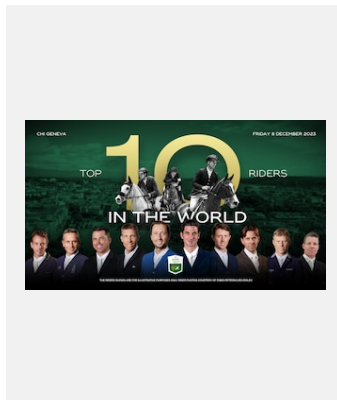 CHI GENEVA
FRIDAY 8 DECEMBER 2023
10
TOP
RIDERS
IN THE WORLD